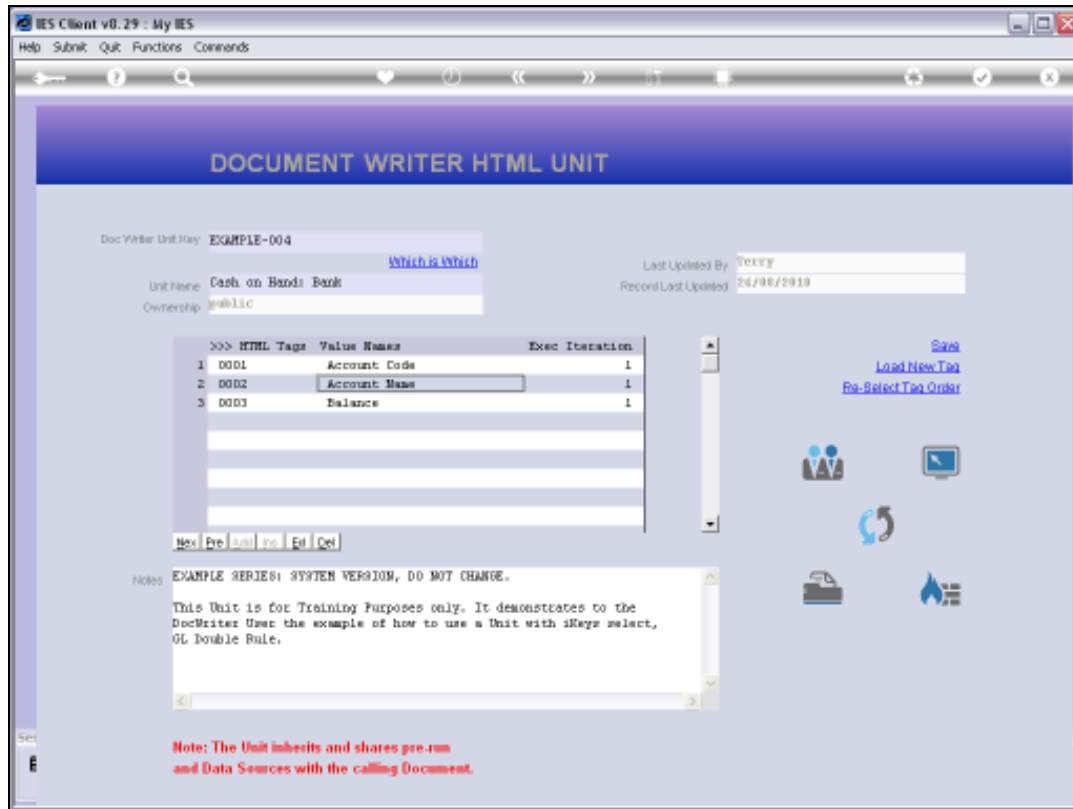 IES Client v8.29 : My IES
Help Submit Quit Functions Commands
DOCUMENT WRITER HTML UNIT
Doc Writer Unit Key EXAMPLE-004
Which is Which
Last Updated By Terry
Unit Name Cash on Hand: Bank
Record Last Updated 26/08/2010
Ownership public
>>> HTML Tags Value Names Exec Iteration
1 D001 Account Code 1
2 D002 Account Name 1
3 D003 Balance 1
Save
Load New Tag
Re-Select Tag Order
Nex Pre Add Ins Ed Del
Notes EXAMPLE SERIES: SYSTEM VERSION, DO NOT CHANGE.
This Unit is for Training Purposes only. It demonstrates to the
DocWriter User the example of how to use a Unit with iKeys select,
GL Double Rule.
Note: The Unit inherits and shares pre-run
and Data Sources with the calling Document.